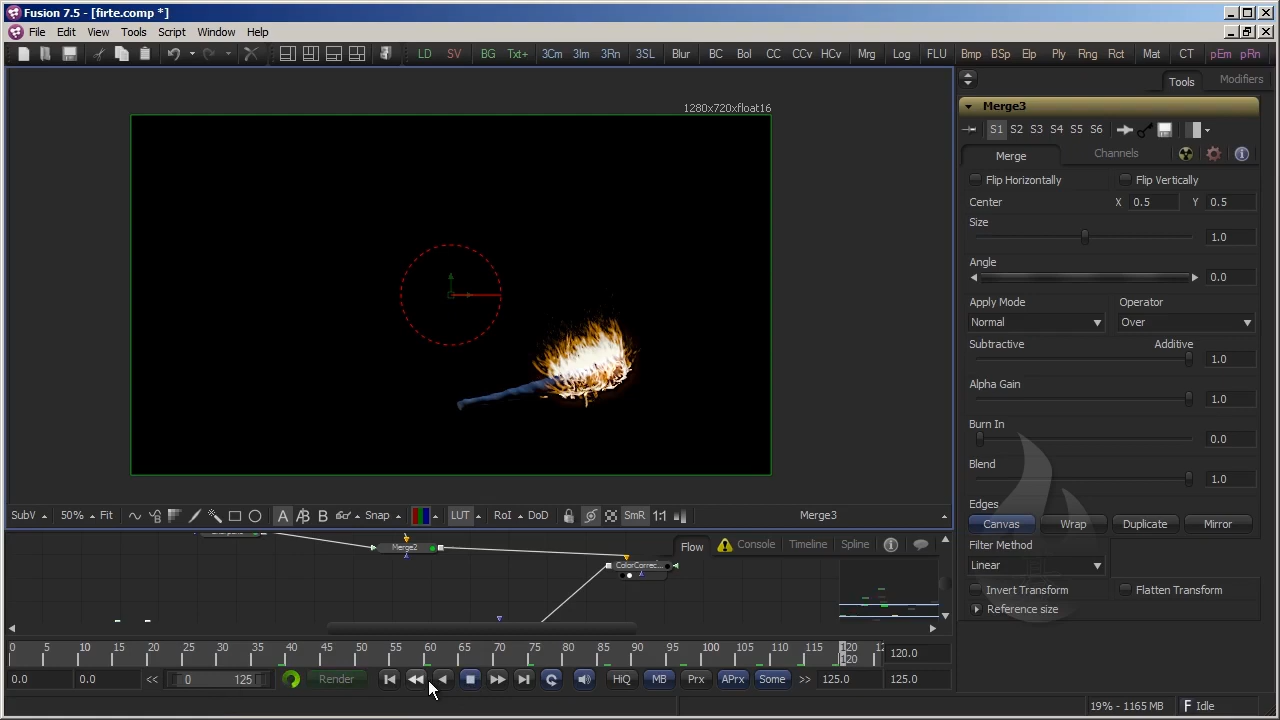 Fusion 7.5 - [firte.comp *]
File Edit View Tools Script Window Help
LD SV BG Txt+ 3Cm 3Im 3Rn 3SL Blur BC Bol CC CCv HCv Mrg Log FLU Bmp BSp Elp Ply Rng Rct Mat CT pEm pRn
Tools Modifiers
1280x720xfloat16
Merge3
S1 S2 S3 S4 S5 S6
Merge Channels
Flip Horizontally Flip Vertically
Center X 0.5 Y 0.5
Size
1.0
Angle
0.0
Apply Mode Operator
Normal Over
Subtractive Additive
1.0
Alpha Gain
1.0
Burn In
0.0
Blend
1.0
Edges
Canvas Wrap Duplicate Mirror
Filter Method
Linear
Invert Transform Flatten Transform
Reference size
SubV 50% Fit A B Snap LUT RoI DoD SmR 1:1 Merge3
Merge2
ColorCorrec...
Flow Console Timeline Spline
0 5 10 15 20 25 30 35 40 45 50 55 60 65 70 75 80 85 90 95 100 105 110 115 120 12
120
120.0
0.0 0.0 << 0 125 Render HiQ MB Prx APrx Some >> 125.0 125.0
19% - 1165 MB Idle